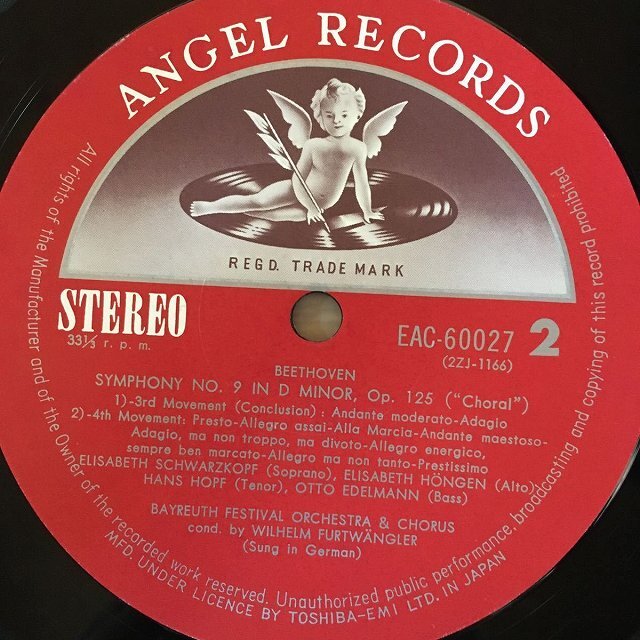 ANGEL RECORDS
REGD. TRADE MARK
STEREO
33⅓ r. p. m.
EAC-60027 2
(2ZJ-1166)
BEETHOVEN
SYMPHONY NO. 9 IN D MINOR, Op. 125 ("Choral")
1)-3rd Movement (Conclusion) : Andante moderato-Adagio
2)-4th Movement: Presto-Allegro assai-Alla Marcia-Andante maestoso-
Adagio, ma non troppo, ma divoto-Allegro energico,
sempre ben marcato-Allegro ma non tanto-Prestissimo
ELISABETH SCHWARZKOPF (Soprano), ELISABETH HÖNGEN (Alto)
HANS HOPF (Tenor), OTTO EDELMANN (Bass)
BAYREUTH FESTIVAL ORCHESTRA & CHORUS
cond. by WILHELM FURTWÄNGLER
(Sung in German)
All rights of the Manufacturer and of the Owner of the recorded work reserved. Unauthorized public performance, broadcasting and copying of this record prohibited
MFD. UNDER LICENCE BY TOSHIBA-EMI LTD. IN JAPAN